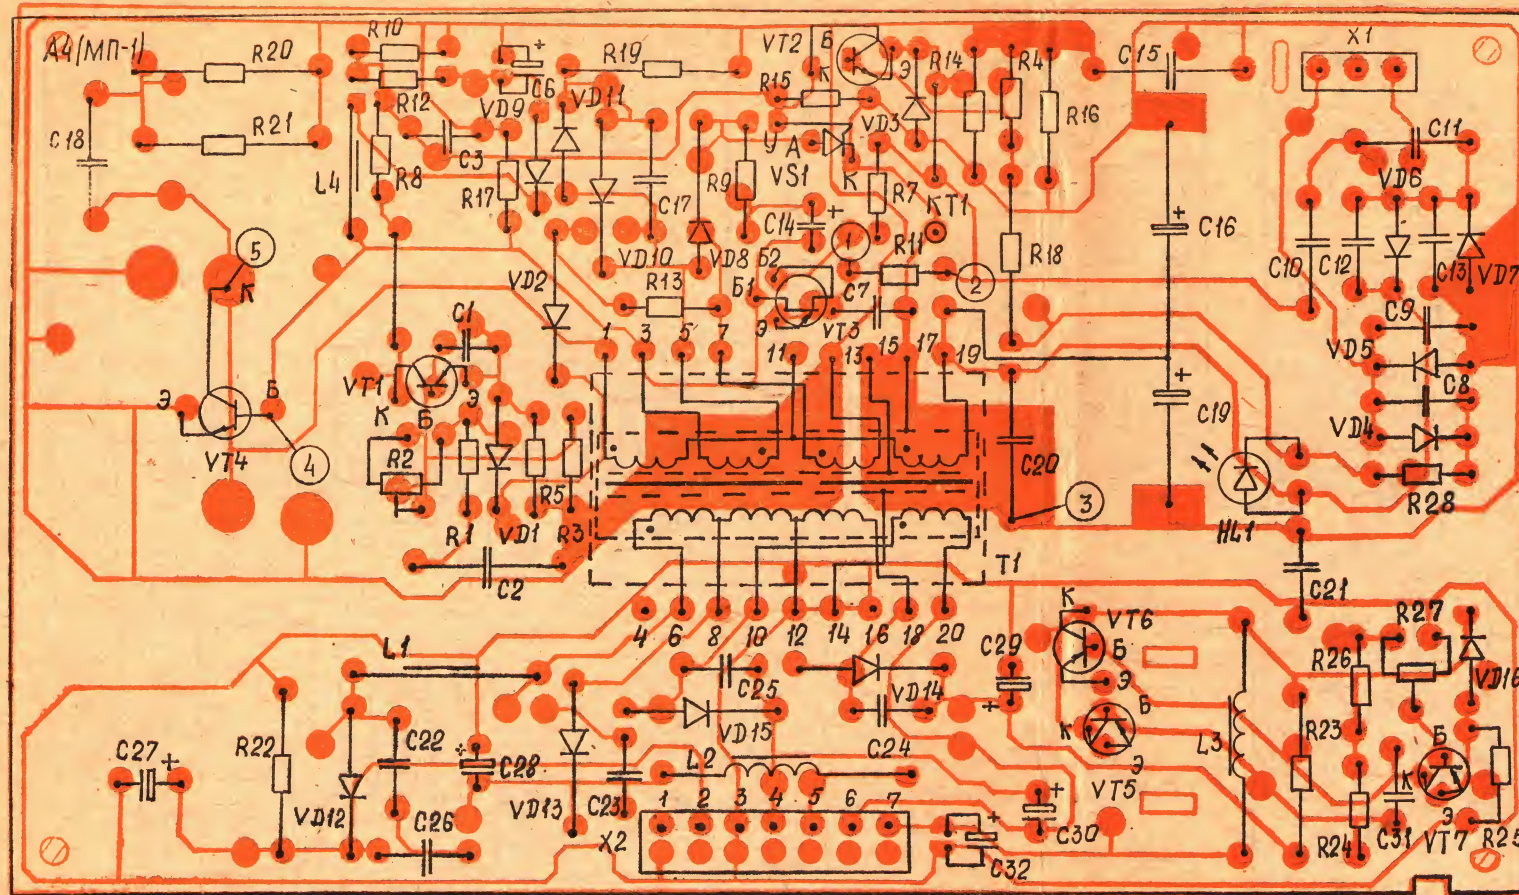 А4(МП-1)
R20
R10
C6
R19
VT2
Б
К
Э
R14
R4
C15
X1
R12
VD9
VD11
R15
VD3
R16
C11
C18
R21
C3
У
А
К
VS1
L4
R8
R17
C17
R9
R7
КТ1
VD6
5
К
VD2
VD10
VD8
C14
Б2
1
R11
2
R18
C16
C10
C12
C13
VD7
R13
Б1
Э
C7
VT3
C1
1
3
5
7
11
13
15
17
19
C9
VD5
VT1
К
Б
Э
C8
Э
Б
VT4
4
C19
VD4
R2
R1
VD1
R5
R3
C20
3
HL1
R28
C2
T1
C21
4
6
8
10
12
14
16
18
20
C29
К
VT6
Б
Э
R27
R26
VD16
L1
C25
VD14
VD15
К
Б
Э
VT5
L3
R23
C27
R22
C22
C28
L2
C24
Б
К
Э
VD12
C26
VD13
C23
1
2
3
4
5
6
7
X2
C30
C32
R24
C31
VT7
R25